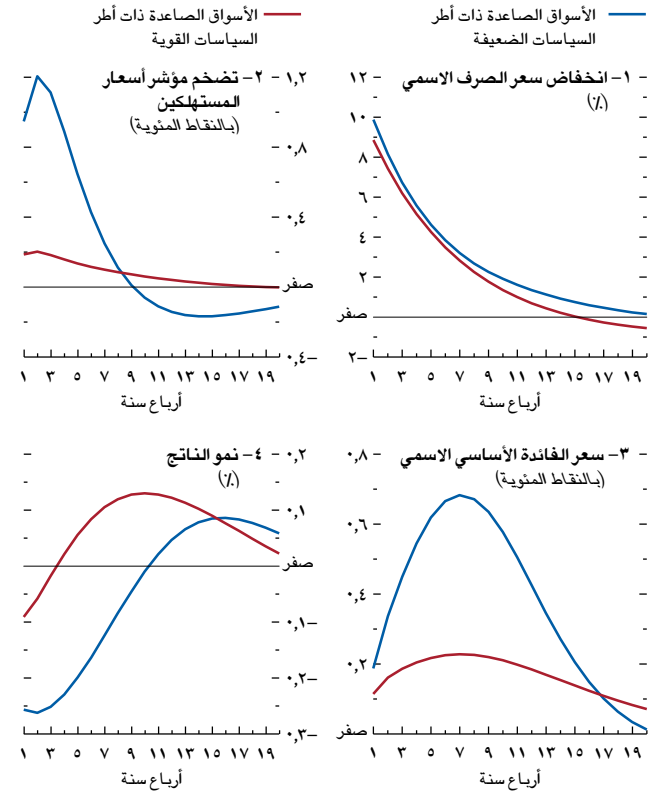 الأسواق الصاعدة ذات أطر
السياسات الضعيفة
الأسواق الصاعدة ذات أطر
السياسات القوية
١– انخفاض سعر الصرف الاسمي
(٪)
١٢
١٠
٨
٦
٤
٢
صفر
٢–
١ ٣ ٥ ٧ ٩ ١١ ١٣ ١٥ ١٧ ١٩
أرباع سنة
٢– تضخم مؤشر أسعار
المستهلكين
(بالنقاط المئوية)
١,٢
٠,٨
٠,٤
صفر
٠,٤–
١ ٣ ٥ ٧ ٩ ١١ ١٣ ١٥ ١٧ ١٩
أرباع سنة
٣– سعر الفائدة الأساسي الاسمي
(بالنقاط المئوية)
٠,٨
٠,٦
٠,٤
٠,٢
صفر
١ ٣ ٥ ٧ ٩ ١١ ١٣ ١٥ ١٧ ١٩
أرباع سنة
٤– نمو الناتج
(٪)
٠,٢
٠,١
صفر
٠,١–
٠,٢–
٠,٣–
١ ٣ ٥ ٧ ٩ ١١ ١٣ ١٥ ١٧ ١٩
أرباع سنة